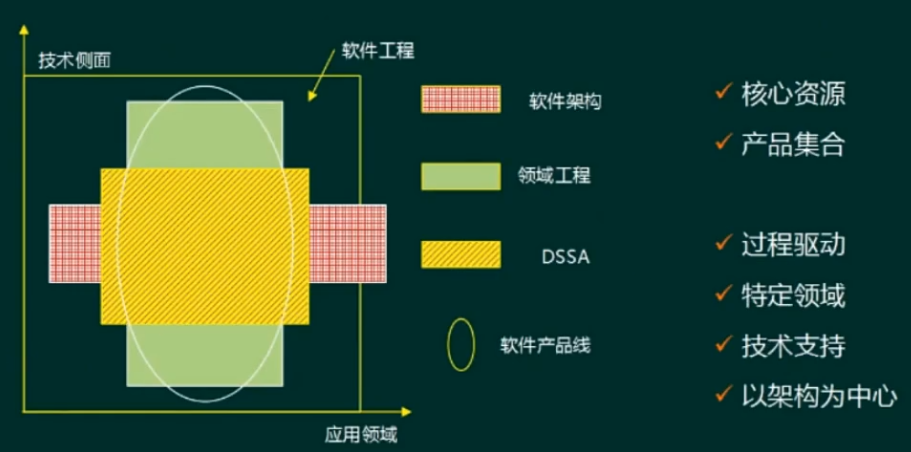 技术侧面
软件工程
应用领域
软件架构
领域工程
DSSA
软件产品线
核心资源
产品集合
过程驱动
特定领域
技术支持
以架构为中心